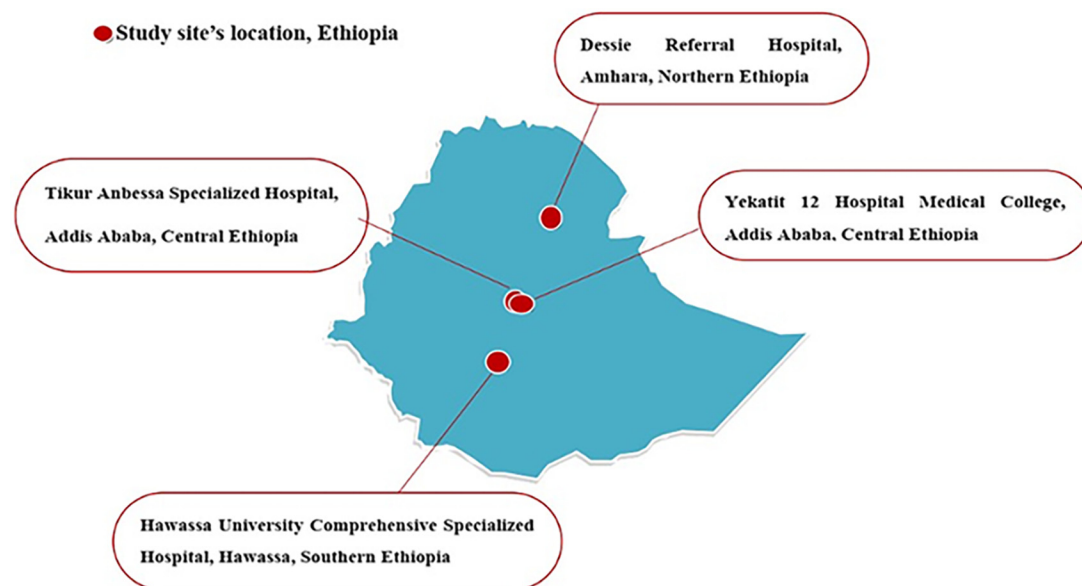 Study site's location, Ethiopia
Dessie Referral Hospital,
Amhara, Northern Ethiopia
Tikur Anbessa Specialized Hospital,
Addis Ababa, Central Ethiopia
Yekatit 12 Hospital Medical College,
Addis Ababa, Central Ethiopia
Hawassa University Comprehensive Specialized
Hospital, Hawassa, Southern Ethiopia